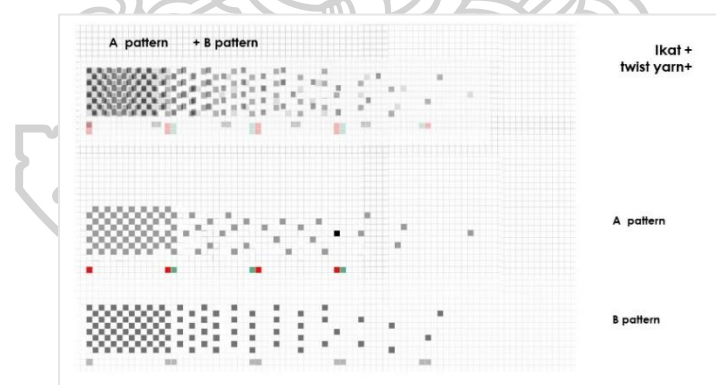 A pattern + B pattern
Ikat +
twist yarn+
A pattern
B pattern